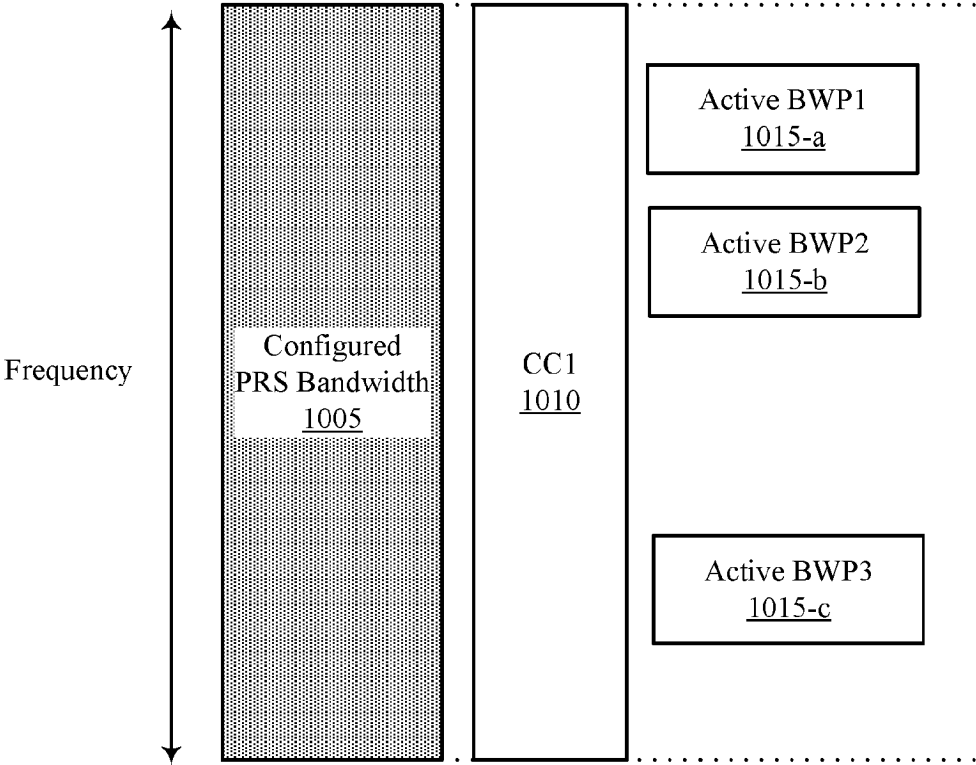 Frequency
Configured
PRS Bandwidth
1005
CC1
1010
Active BWP1
1015-a
Active BWP2
1015-b
Active BWP3
1015-c